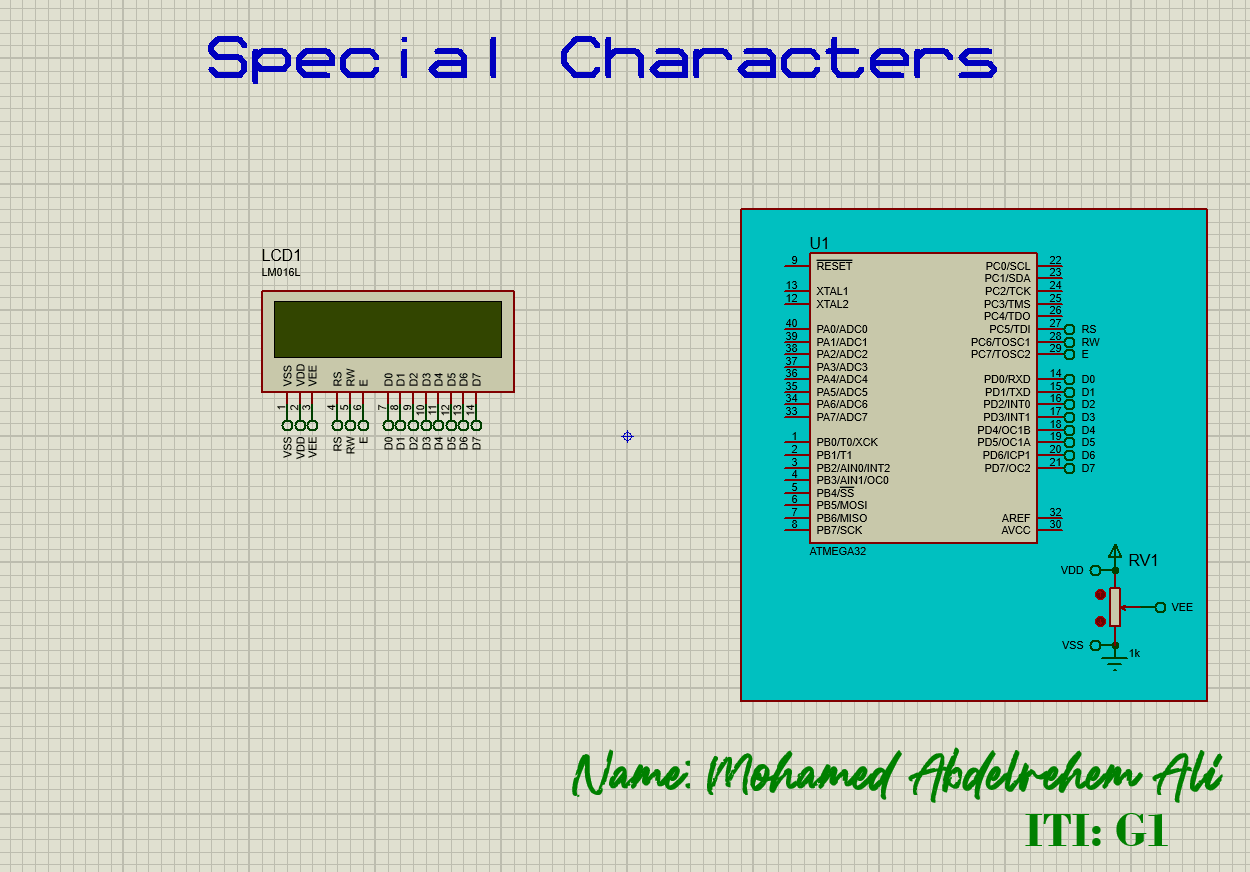 Special Characters
LCD1
LM016L
VSS VDD VEE RS RW E D0 D1 D2 D3 D4 D5 D6 D7
1 2 3 4 5 6 7 8 9 10 11 12 13 14
VSS VDD VEE RS RW E D0 D1 D2 D3 D4 D5 D6 D7
U1
9 RESET PC0/SCL 22
PC1/SDA 23
13 XTAL1 PC2/TCK 24
12 XTAL2 PC3/TMS 25
PC4/TDO 26
40 PA0/ADC0 PC5/TDI 27 RS
39 PA1/ADC1 PC6/TOSC1 28 RW
38 PA2/ADC2 PC7/TOSC2 29 E
37 PA3/ADC3
36 PA4/ADC4 PD0/RXD 14 D0
35 PA5/ADC5 PD1/TXD 15 D1
34 PA6/ADC6 PD2/INT0 16 D2
33 PA7/ADC7 PD3/INT1 17 D3
PD4/OC1B 18 D4
1 PB0/T0/XCK PD5/OC1A 19 D5
2 PB1/T1 PD6/ICP1 20 D6
3 PB2/AIN0/INT2 PD7/OC2 21 D7
4 PB3/AIN1/OC0
5 PB4/SS
6 PB5/MOSI
7 PB6/MISO AREF 32
8 PB7/SCK AVCC 30
ATMEGA32
RV1
VDD
VEE
VSS
1k
Name: Mohamed Abdelrehem Ali
ITI: G1